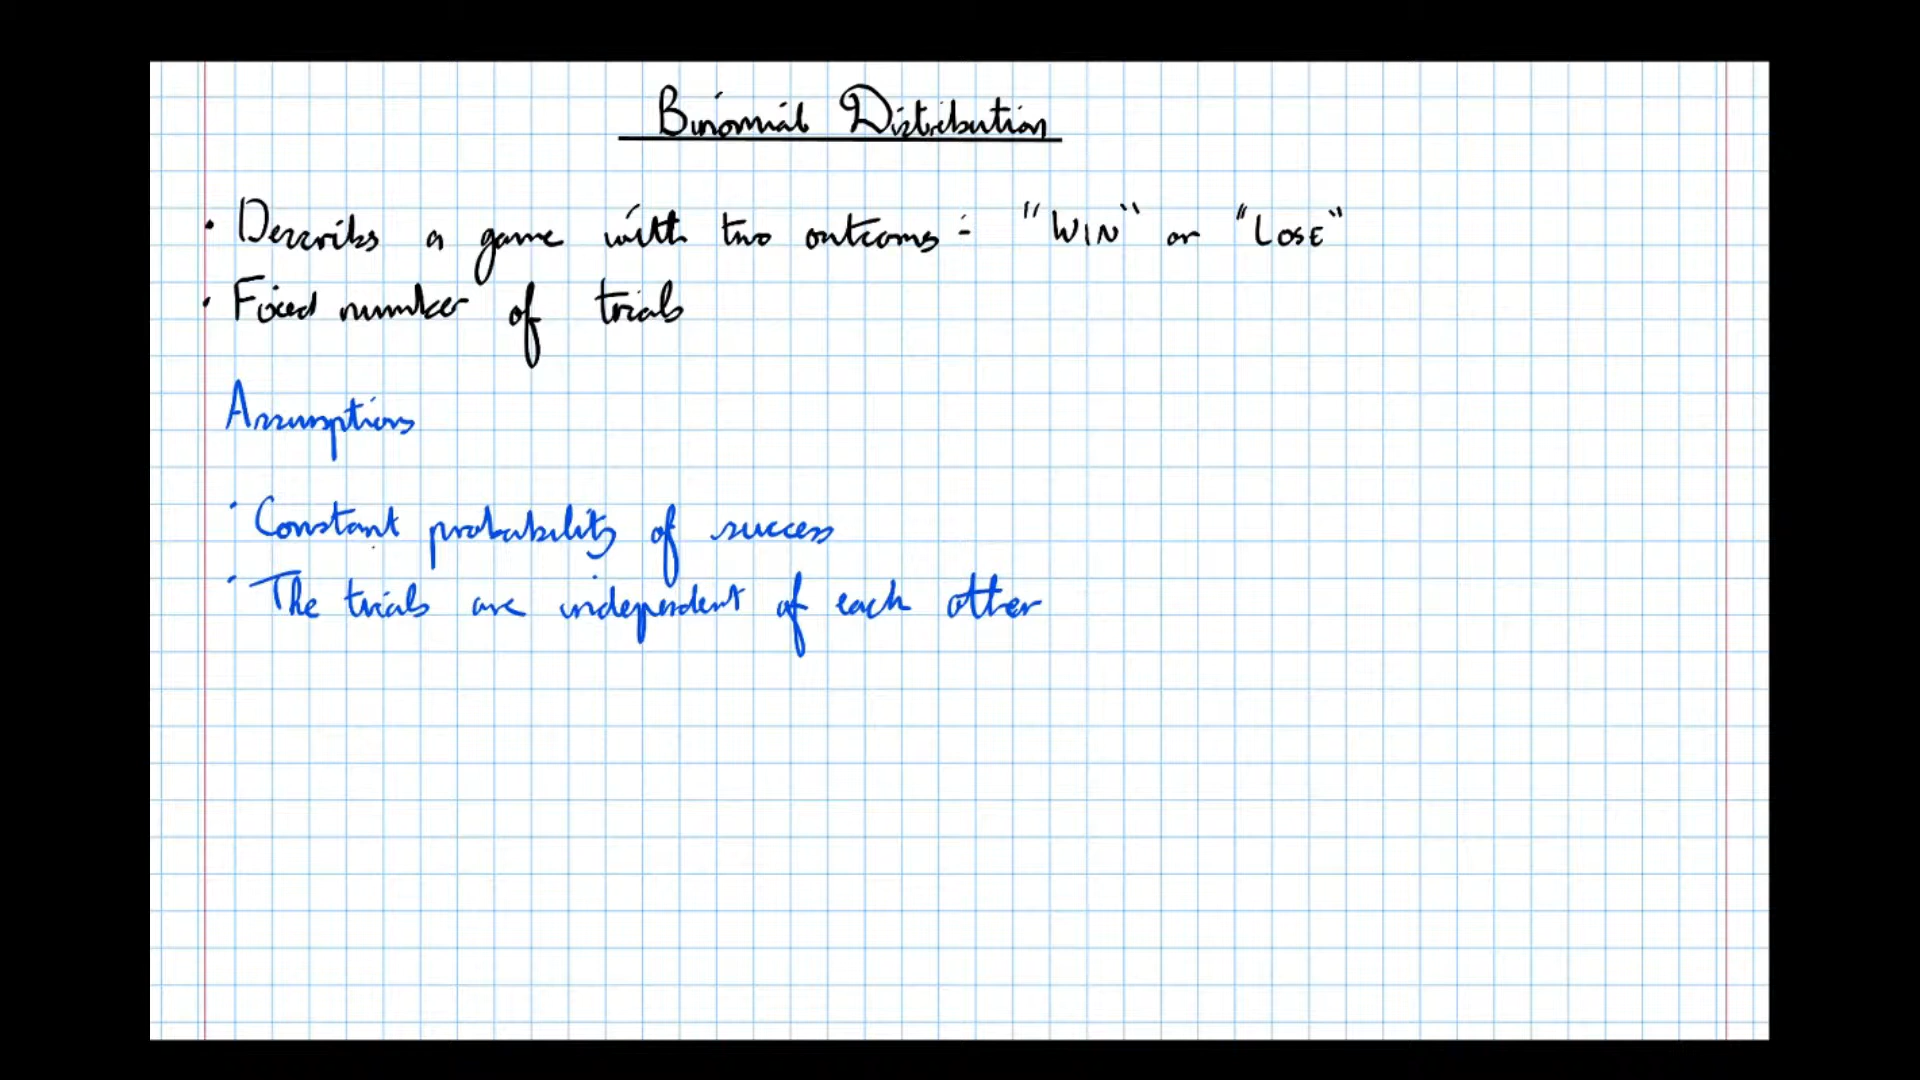 Binomial Distribution
• Describes a game with two outcomes - "WIN" or "LOSE"
• Fixed number of trials
Assumptions
• Constant probability of success
• The trials are independent of each other